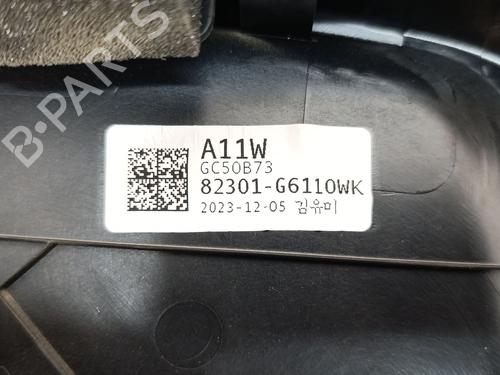 B-PARTS
A11W
GC50B73
82301-G6110WK
2023-12-05 김유미